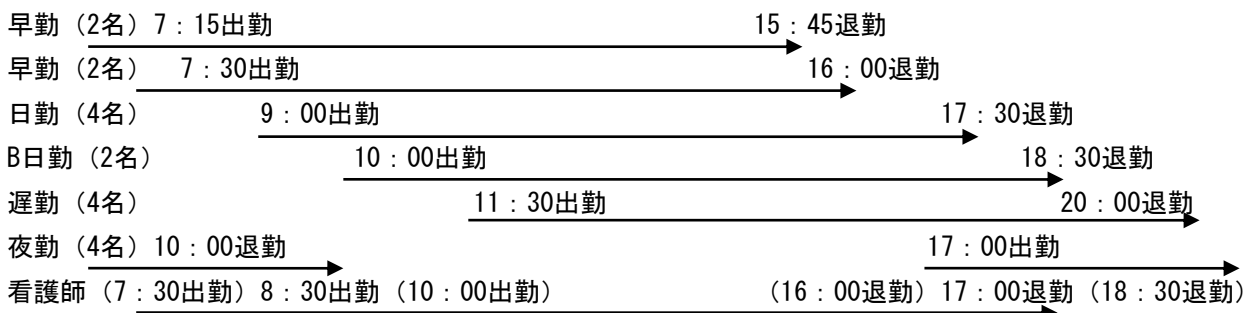 早勤（2名）7：15出勤 15：45退勤
早勤（2名） 7：30出勤 16：00退勤
日勤（4名） 9：00出勤 17：30退勤
B日勤（2名） 10：00出勤 18：30退勤
遅勤（4名） 11：30出勤 20：00退勤
夜勤（4名）10：00退勤 17：00出勤
看護師（7：30出勤）8：30出勤（10：00出勤） （16：00退勤）17：00退勤（18：30退勤）